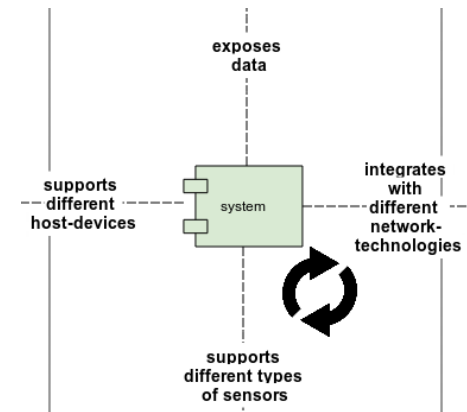 exposes
data
supports
different
host-devices
system
integrates
with
different
network-
technologies
supports
different types
of sensors